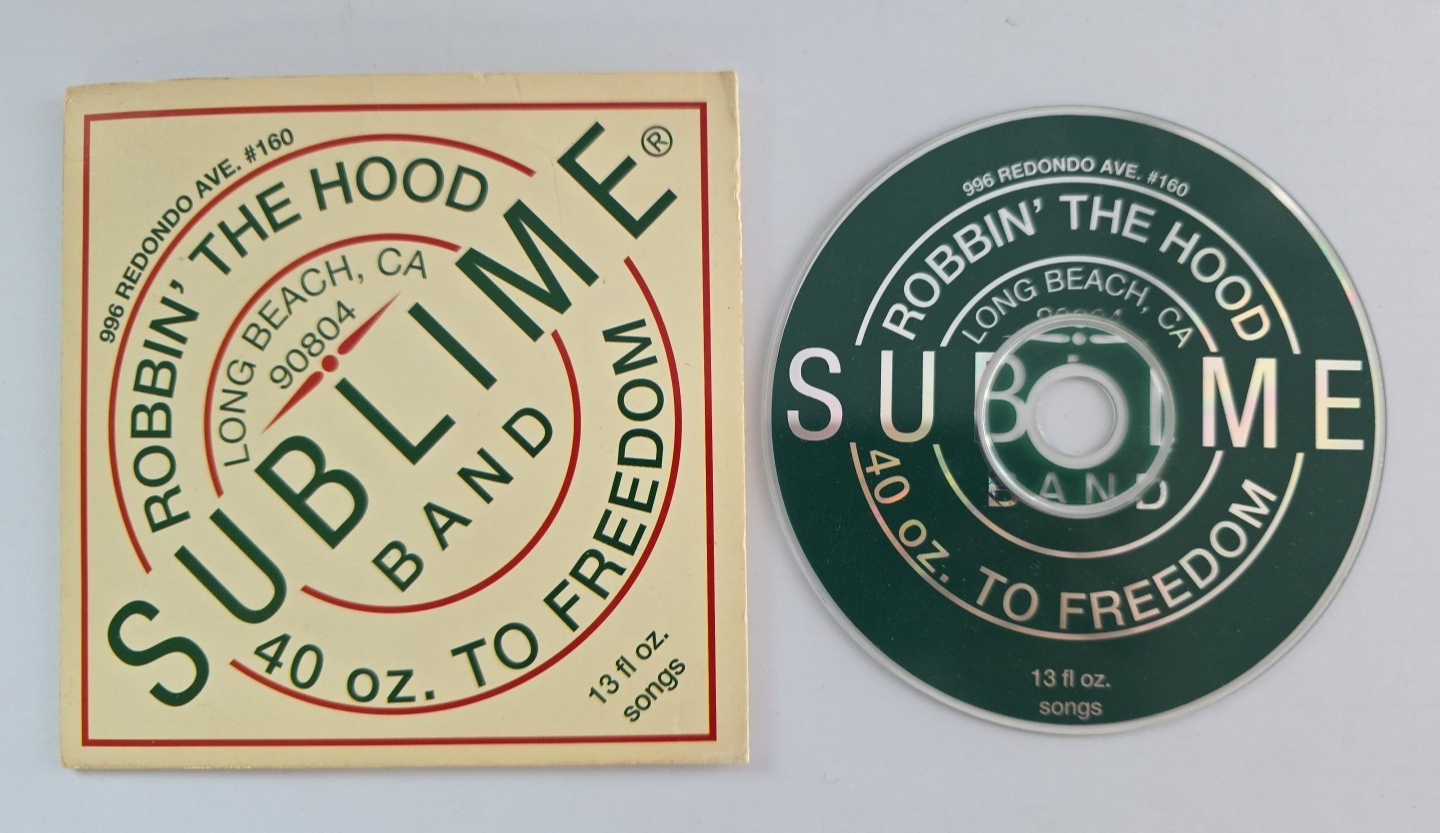 996 REDONDO AVE. #160
ROBBIN' THE HOOD
LONG BEACH, CA
90804
SUBLIME®
BAND
40 oz. TO FREEDOM
13 fl oz.
songs
996 REDONDO AVE. #160
ROBBIN' THE HOOD
LONG BEACH, CA
90804
SUBLIME
BAND
40 oz. TO FREEDOM
13 fl oz.
songs